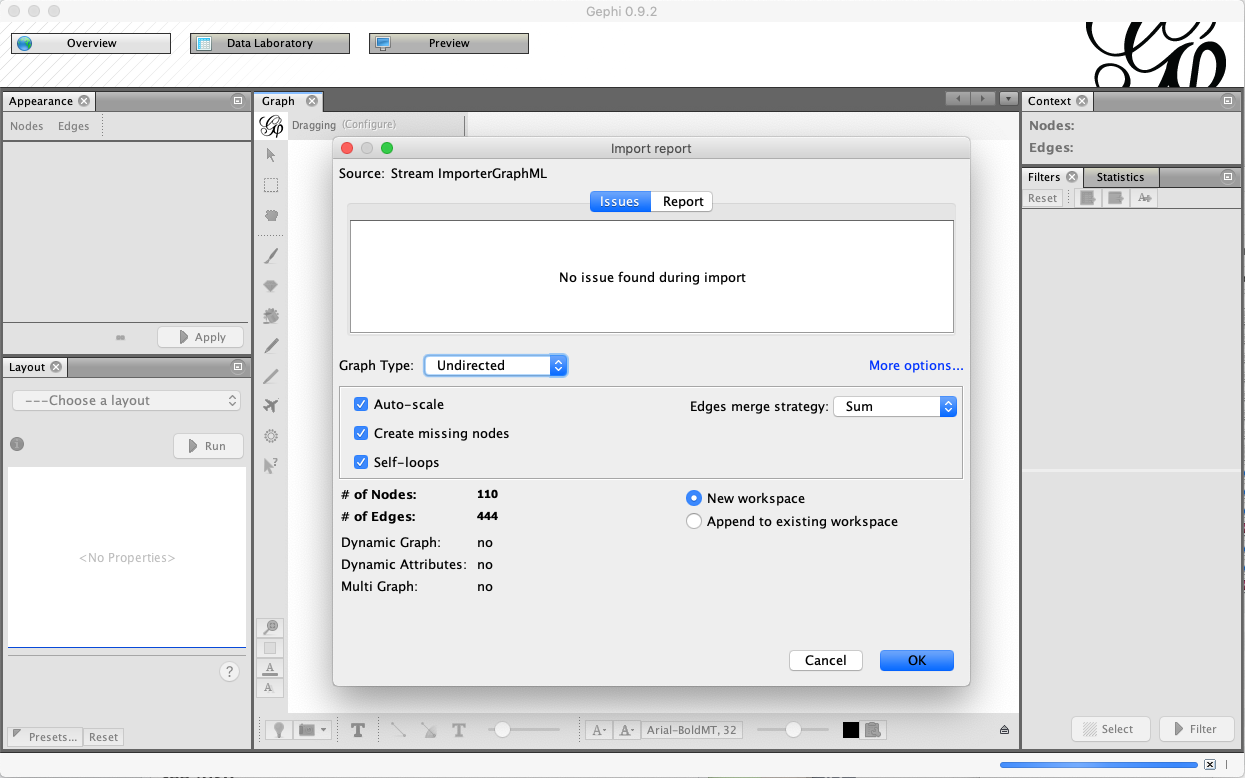 Gephi 0.9.2
Overview
Data Laboratory
Preview
Appearance
Nodes Edges
Apply
Layout
---Choose a layout
Run
<No Properties>
?
Presets...
Reset
Graph
Dragging (Configure)
Import report
Source: Stream ImporterGraphML
Issues Report
No issue found during import
Graph Type: Undirected
More options...
Auto-scale
Edges merge strategy: Sum
Create missing nodes
Self-loops
# of Nodes: 110
# of Edges: 444
Dynamic Graph: no
Dynamic Attributes: no
Multi Graph: no
New workspace
Append to existing workspace
Cancel OK
T
T
A
A
A- A- Arial-BoldMT, 32
Context
Nodes:
Edges:
Filters
Statistics
Reset
Select
Filter